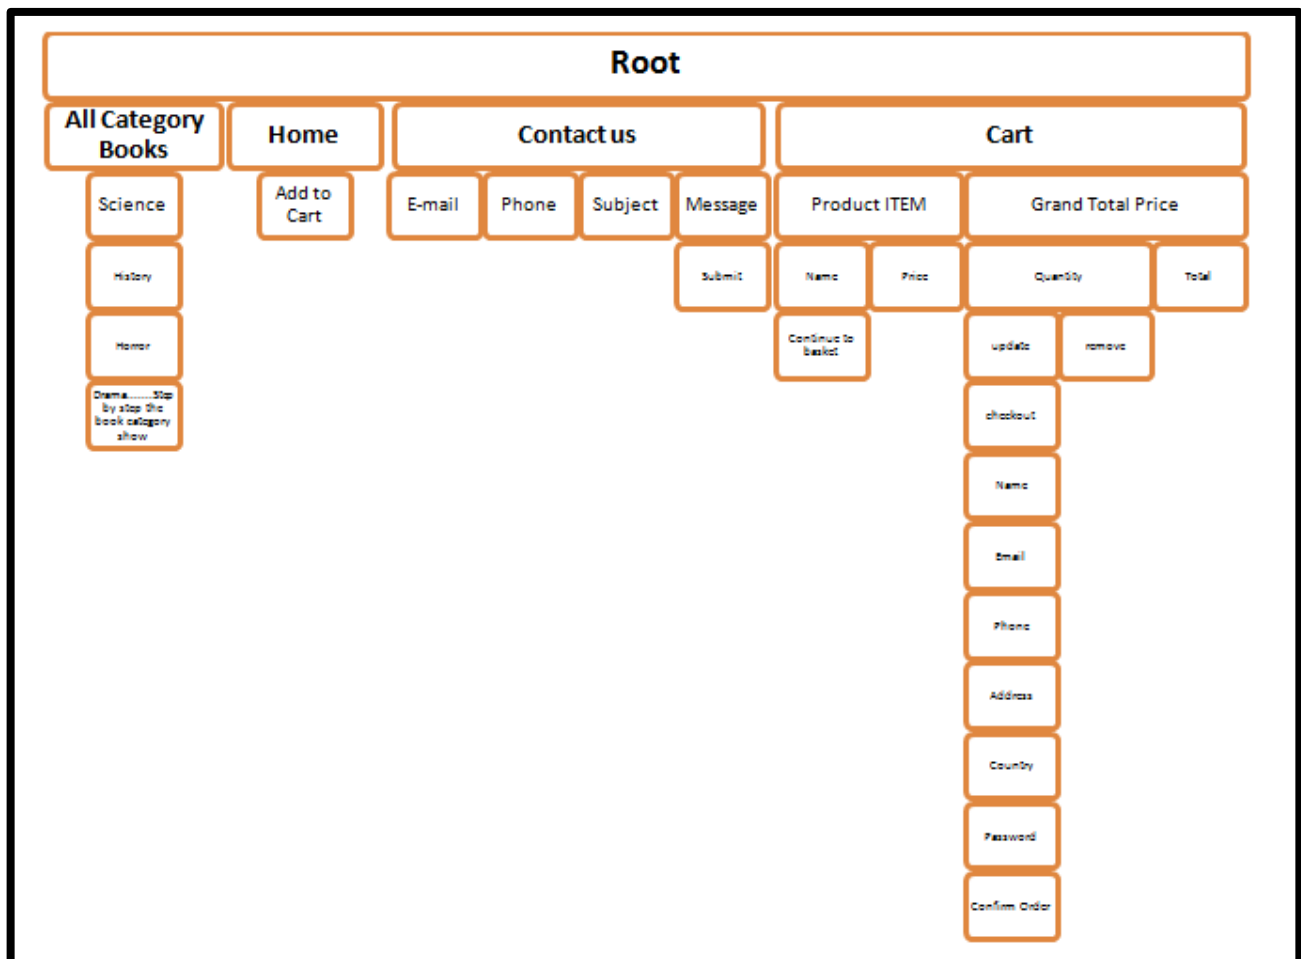 Root
All Category
Books
Home
Contact us
Cart
Science
Add to
Cart
E-mail
Phone
Subject
Message
Product ITEM
Grand Total Price
History
Submit
Name
Price
Quantity
Total
Horror
Continue to
basket
update
remove
Drama........Step
by step the
book category
show
checkout
Name
Email
Phone
Address
Country
Password
Confirm Order